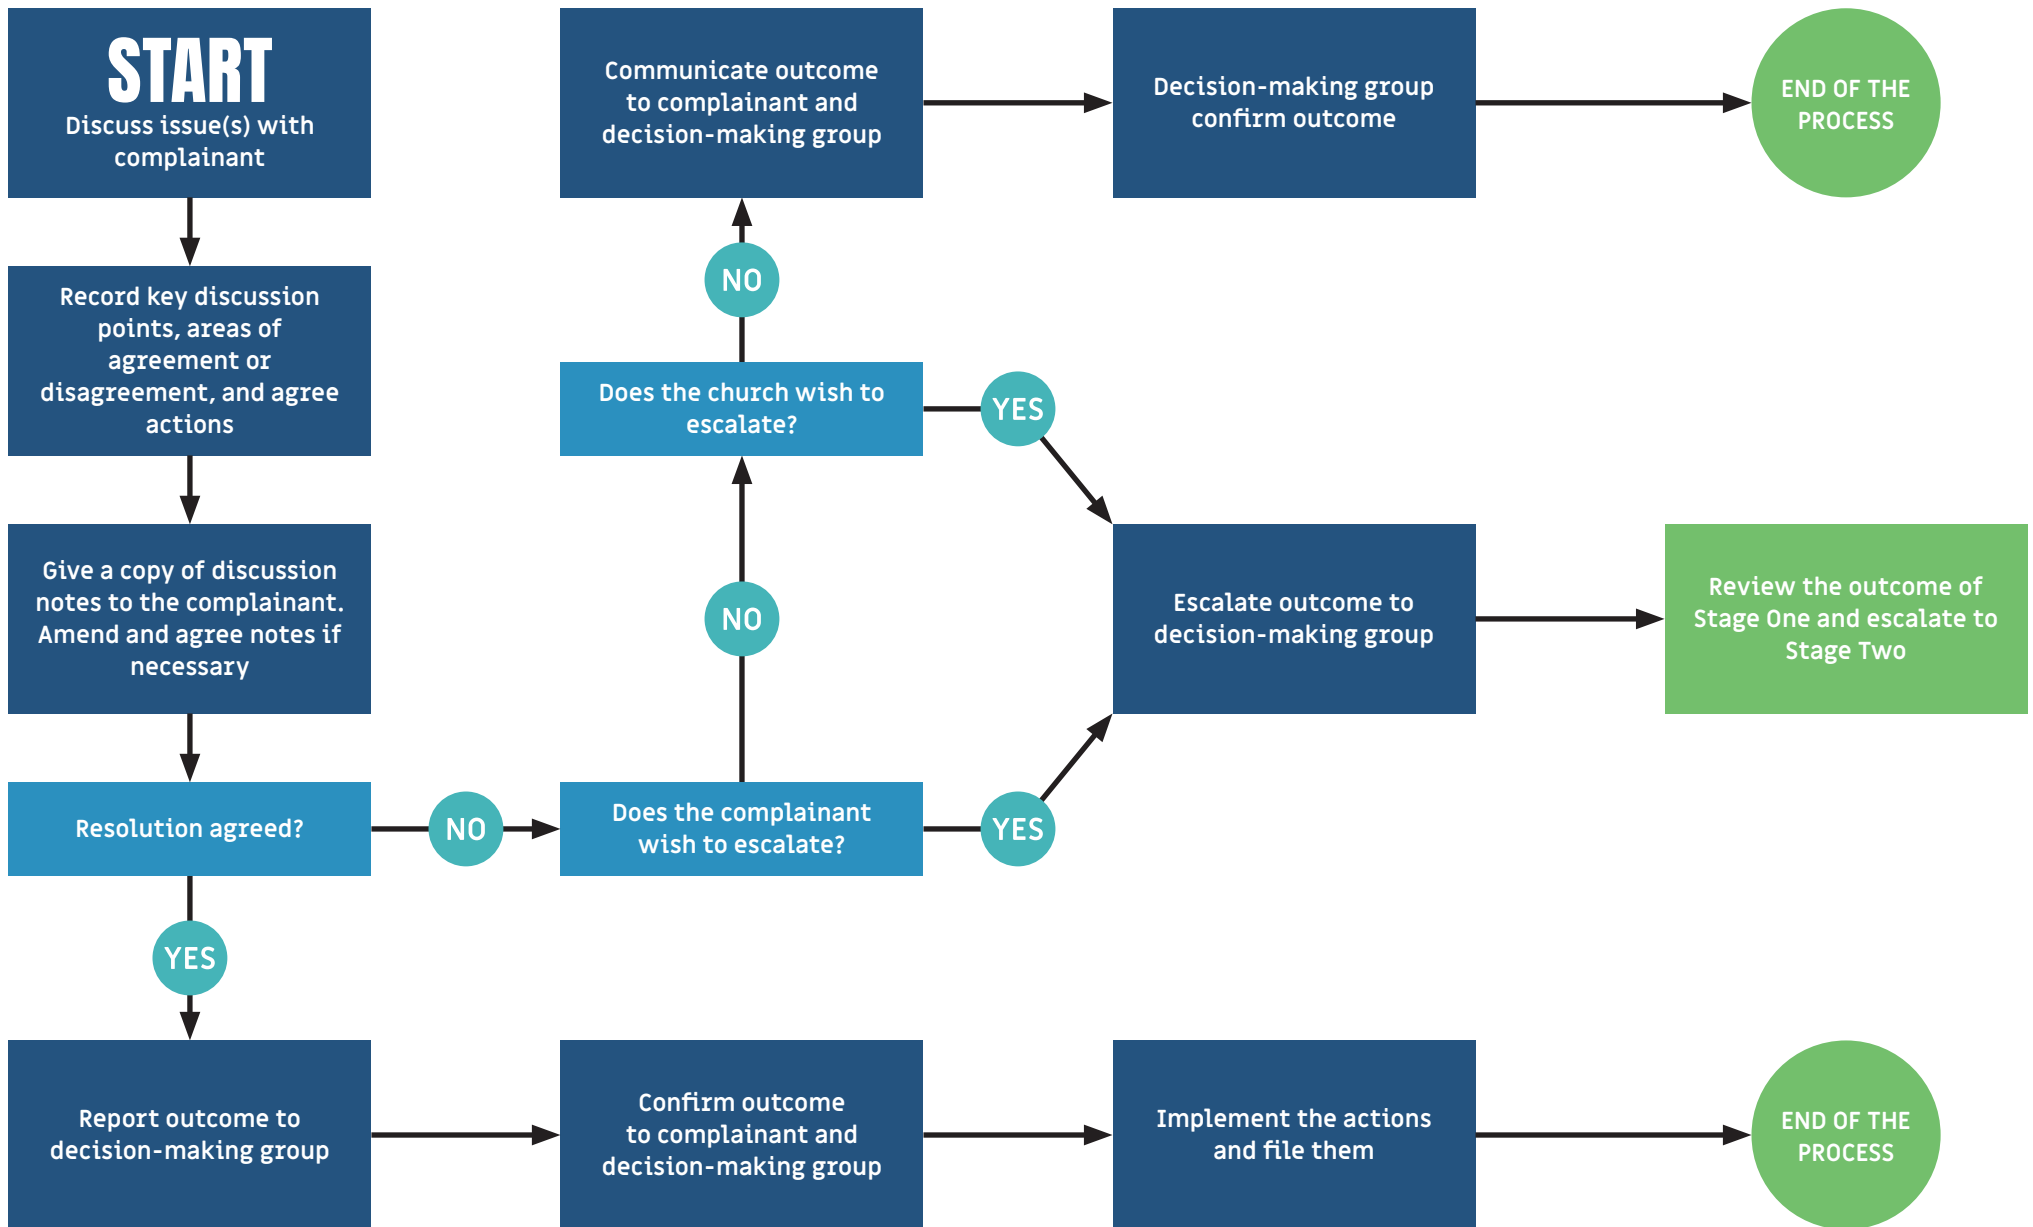 START
Discuss issue(s) with
complainant
Record key discussion
points, areas of
agreement or
disagreement, and agree
actions
Give a copy of discussion
notes to the complainant.
Amend and agree notes if
necessary
Resolution agreed?
NO
YES
Report outcome to
decision-making group
Communicate outcome
to complainant and
decision-making group
NO
Does the church wish to
escalate?
YES
NO
Does the complainant
wish to escalate?
YES
Confirm outcome
to complainant and
decision-making group
Decision-making group
confirm outcome
Escalate outcome to
decision-making group
Implement the actions
and file them
END OF THE
PROCESS
Review the outcome of
Stage One and escalate to
Stage Two
END OF THE
PROCESS